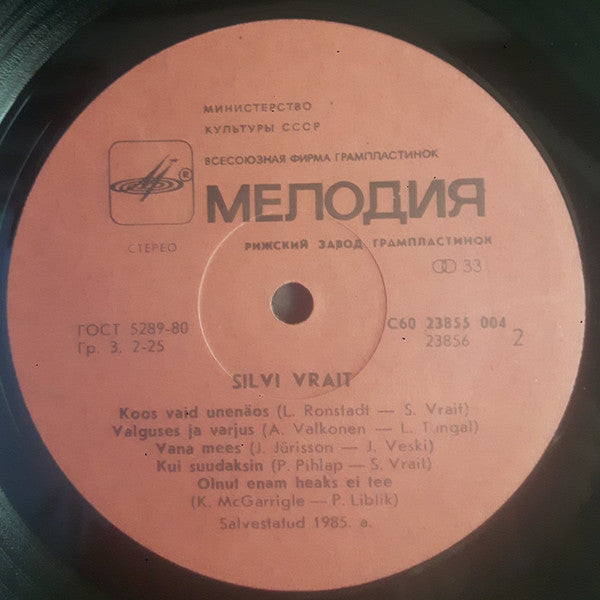 МИНИСТЕРСТВО
КУЛЬТУРЫ СССР
ВСЕСОЮЗНАЯ ФИРМА ГРАМПЛАСТИНОК
®
МЕЛОДИЯ
СТЕРЕО
РИЖСКИЙ ЗАВОД ГРАМПЛАСТИНОК
33
ГОСТ 5289-80
Гр. 3. 2-25
С60 23855 004
23856
2
SILVI VRAIT
Koos vaid unenäos (L. Ronstadt — S. Vrait)
Valguses ja varjus (A. Valkonen — L. Tungal)
Vana mees (J. Jürisson — J. Veski)
Kui suudaksin (P. Pihlap — S. Vrait)
Olnut enam heaks ei tee
(K. McGarrigle — P. Liblik)
Salvestatud 1985. a.